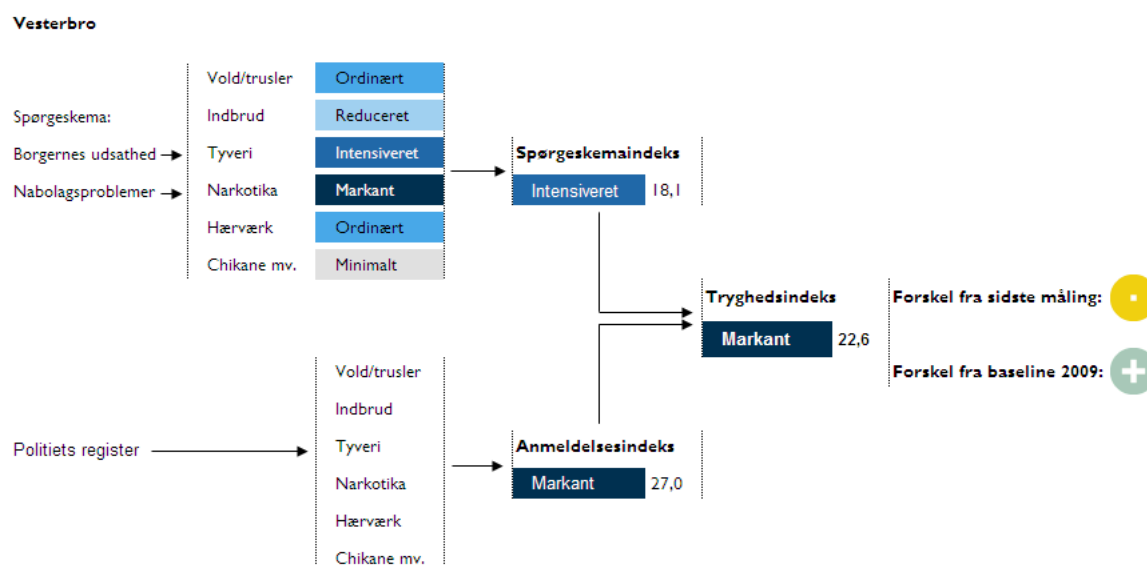 Vesterbro
Vold/trusler Ordinært
Spørgeskema:
Indbrud Reduceret
Borgernes udsathed
Tyveri Intensiveret
Nabolagsproblemer
Narkotika Markant
Hærværk Ordinært
Chikane mv. Minimalt
Spørgeskemaindeks
Intensiveret 18,1
Tryghedsindeks
Markant 22,6
Forskel fra sidste måling:
Forskel fra baseline 2009:
Politiets register
Vold/trusler
Indbrud
Tyveri
Narkotika
Hærværk
Chikane mv.
Anmeldelsesindeks
Markant 27,0